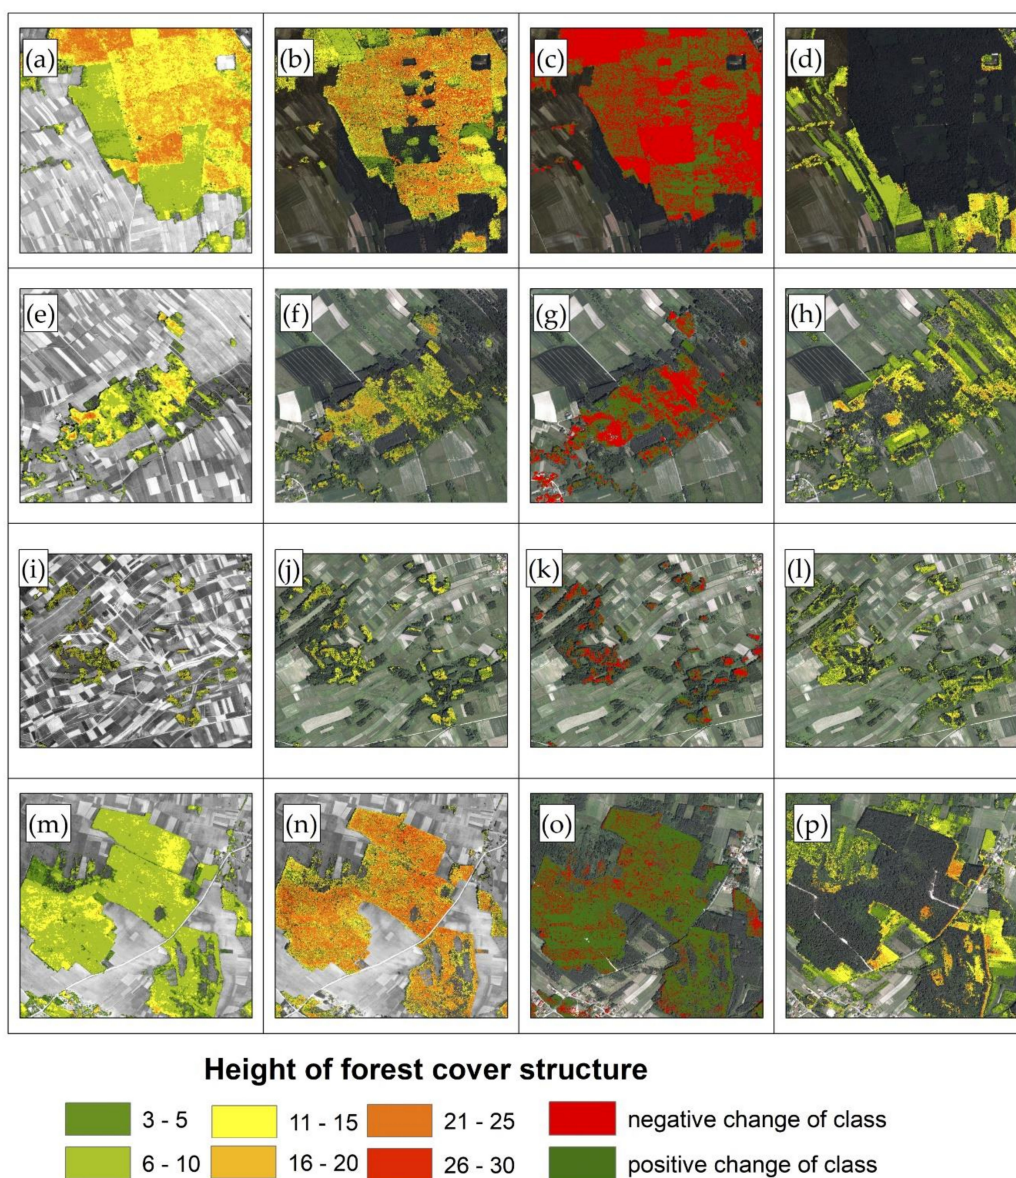 (a) (b) (c) (d)
(e) (f) (g) (h)
(i) (j) (k) (l)
(m) (n) (o) (p)
Height of forest cover structure
3 - 5 11 - 15 21 - 25 negative change of class
6 - 10 16 - 20 26 - 30 positive change of class